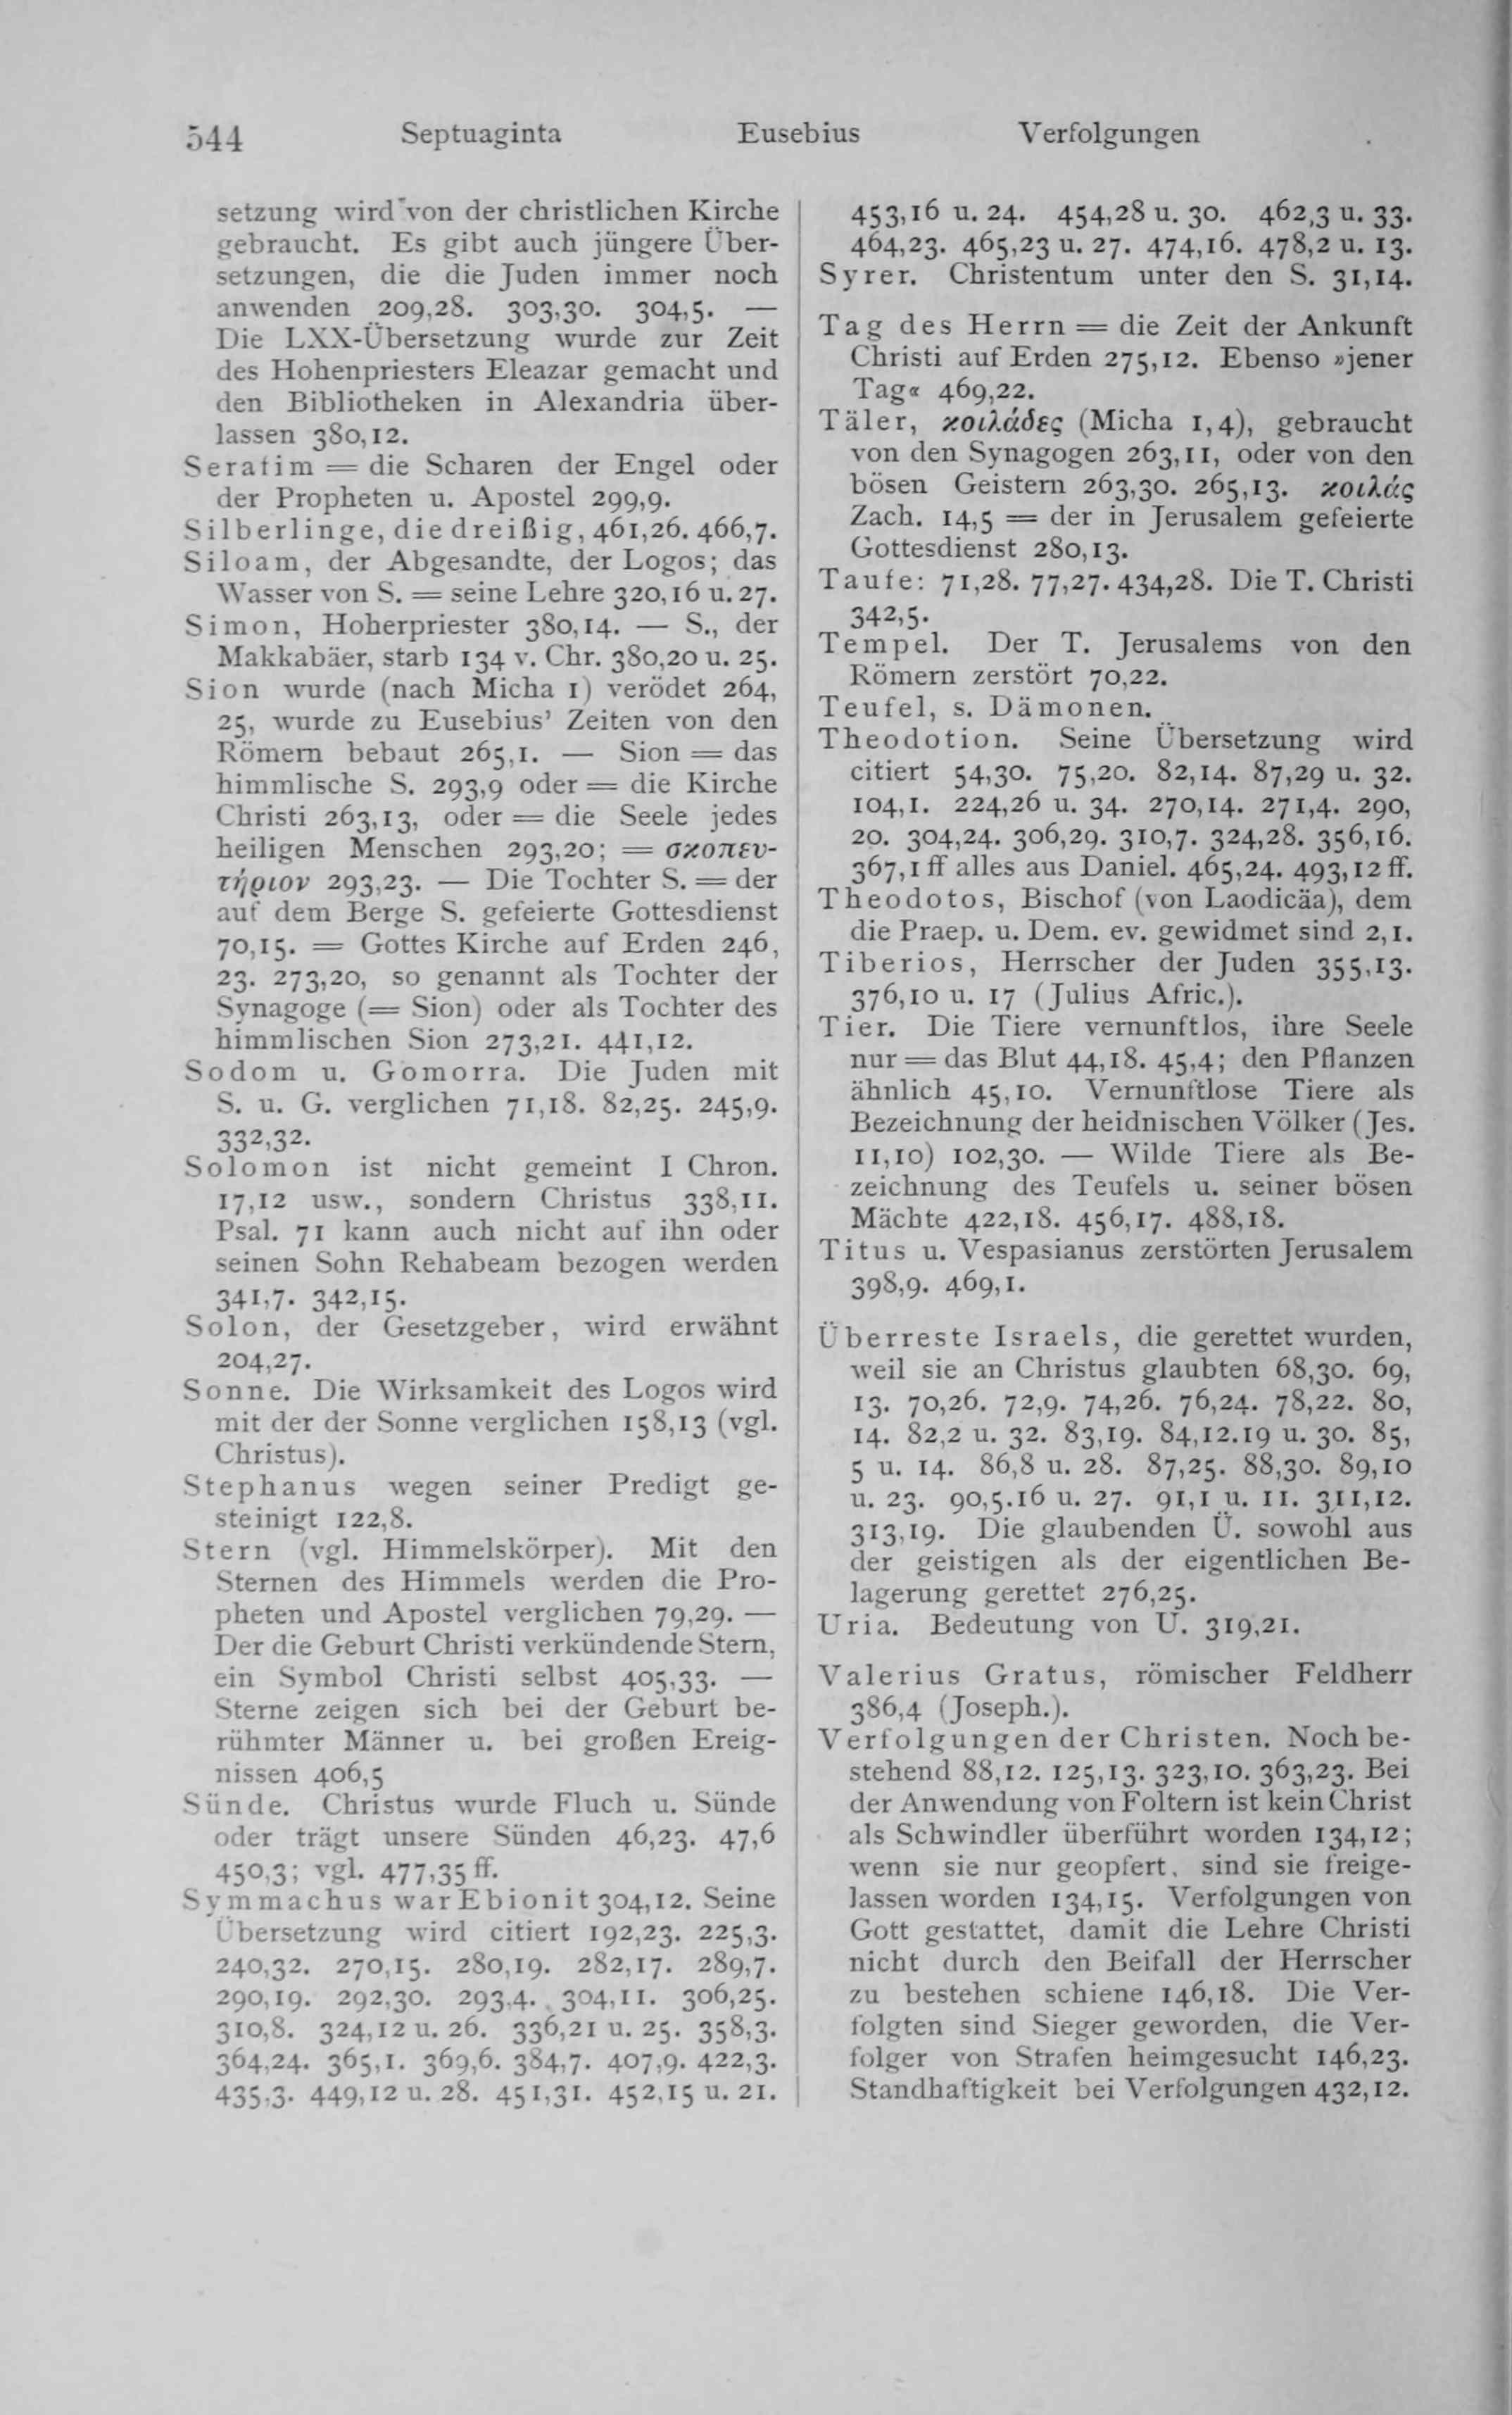 544 Septuaginta Eusebius Verfolgungen
setzung wird von der christlichen Kirche
gebraucht. Es gibt auch jüngere Über-
setzungen, die die Juden immer noch
anwenden 209,28. 303,30. 304,5. —
Die LXX-Übersetzung wurde zur Zeit
des Hohenpriesters Eleazar gemacht und
den Bibliotheken in Alexandria über-
lassen 380,12.
Serafim = die Scharen der Engel oder
der Propheten u. Apostel 299,9.
Silberlinge, die dreißig, 461,26. 466,7.
Siloam, der Abgesandte, der Logos; das
Wasser von S. = seine Lehre 320,16 u. 27.
Simon, Hoherpriester 380,14. — S., der
Makkabäer, starb 134 v. Chr. 380,20 u. 25.
Sion wurde (nach Micha 1) verödet 264,
25, wurde zu Eusebius' Zeiten von den
Römern bebaut 265,1. — Sion = das
himmlische S. 293,9 oder = die Kirche
Christi 263,13, oder = die Seele jedes
heiligen Menschen 293,20; = σκοπευ-
τήριον 293,23. — Die Tochter S. = der
auf dem Berge S. gefeierte Gottesdienst
70,15. = Gottes Kirche auf Erden 246,
23. 273,20, so genannt als Tochter der
Synagoge (= Sion) oder als Tochter des
himmlischen Sion 273,21. 441,12.
Sodom u. Gomorra. Die Juden mit
S. u. G. verglichen 71,18. 82,25. 245,9.
332,32.
Solomon ist nicht gemeint I Chron.
17,12 usw., sondern Christus 338,11.
Psal. 71 kann auch nicht auf ihn oder
seinen Sohn Rehabeam bezogen werden
341,7. 342,15.
Solon, der Gesetzgeber, wird erwähnt
204,27.
Sonne. Die Wirksamkeit des Logos wird
mit der der Sonne verglichen 158,13 (vgl.
Christus).
Stephanus wegen seiner Predigt ge-
steinigt 122,8.
Stern (vgl. Himmelskörper). Mit den
Sternen des Himmels werden die Pro-
pheten und Apostel verglichen 79,29. —
Der die Geburt Christi verkündende Stern,
ein Symbol Christi selbst 405,33. —
Sterne zeigen sich bei der Geburt be-
rühmter Männer u. bei großen Ereig-
nissen 406,5
Sünde. Christus wurde Fluch u. Sünde
oder trägt unsere Sünden 46,23. 47,6
450,3; vgl. 477,35 ff.
Symmachus war Ebionit 304,12. Seine
Übersetzung wird citiert 192,23. 225,3.
240,32. 270,15. 280,19. 282,17. 289,7.
290,19. 292,30. 293,4. 304,11. 306,25.
310,8. 324,12 u. 26. 336,21 u. 25. 358,3.
364,24. 365,1. 369,6. 384,7. 407,9. 422,3.
435,3. 449,12 u. 28. 451,31. 452,15 u. 21.
453,16 u. 24. 454,28 u. 30. 462,3 u. 33.
464,23. 465,23 u. 27. 474,16. 478,2 u. 13.
Syrer. Christentum unter den S. 31,14.
Tag des Herrn = die Zeit der Ankunft
Christi auf Erden 275,12. Ebenso »jener
Tag« 469,22.
Täler, κοιλάδες (Micha 1,4), gebraucht
von den Synagogen 263,11, oder von den
bösen Geistern 263,30. 265,13. κοιλάς
Zach. 14,5 = der in Jerusalem gefeierte
Gottesdienst 280,13.
Taufe: 71,28. 77,27. 434,28. Die T. Christi
342,5.
Tempel. Der T. Jerusalems von den
Römern zerstört 70,22.
Teufel, s. Dämonen.
Theodotion. Seine Übersetzung wird
citiert 54,30. 75,20. 82,14. 87,29 u. 32.
104,1. 224,26 u. 34. 270,14. 271,4. 290,
20. 304,24. 306,29. 310,7. 324,28. 356,16.
367,1 ff alles aus Daniel. 465,24. 493,12 ff.
Theodotos, Bischof (von Laodicäa), dem
die Praep. u. Dem. ev. gewidmet sind 2,1.
Tiberios, Herrscher der Juden 355,13.
376,10 u. 17 (Julius Afric.).
Tier. Die Tiere vernunftlos, ihre Seele
nur = das Blut 44,18. 45,4; den Pflanzen
ähnlich 45,10. Vernunftlose Tiere als
Bezeichnung der heidnischen Völker (Jes.
11,10) 102,30. — Wilde Tiere als Be-
zeichnung des Teufels u. seiner bösen
Mächte 422,18. 456,17. 488,18.
Titus u. Vespasianus zerstörten Jerusalem
398,9. 469,1.
Überreste Israels, die gerettet wurden,
weil sie an Christus glaubten 68,30. 69,
13. 70,26. 72,9. 74,26. 76,24. 78,22. 80,
14. 82,2 u. 32. 83,19. 84,12.19 u. 30. 85,
5 u. 14. 86,8 u. 28. 87,25. 88,30. 89,10
u. 23. 90,5.16 u. 27. 91,1 u. 11. 311,12.
313,19. Die glaubenden Ü. sowohl aus
der geistigen als der eigentlichen Be-
lagerung gerettet 276,25.
Uria. Bedeutung von U. 319,21.
Valerius Gratus, römischer Feldherr
386,4 (Joseph.).
Verfolgungen der Christen. Noch be-
stehend 88,12. 125,13. 323,10. 363,23. Bei
der Anwendung von Foltern ist kein Christ
als Schwindler überführt worden 134,12;
wenn sie nur geopfert, sind sie freige-
lassen worden 134,15. Verfolgungen von
Gott gestattet, damit die Lehre Christi
nicht durch den Beifall der Herrscher
zu bestehen schiene 146,18. Die Ver-
folgten sind Sieger geworden, die Ver-
folger von Strafen heimgesucht 146,23.
Standhaftigkeit bei Verfolgungen 432,12.